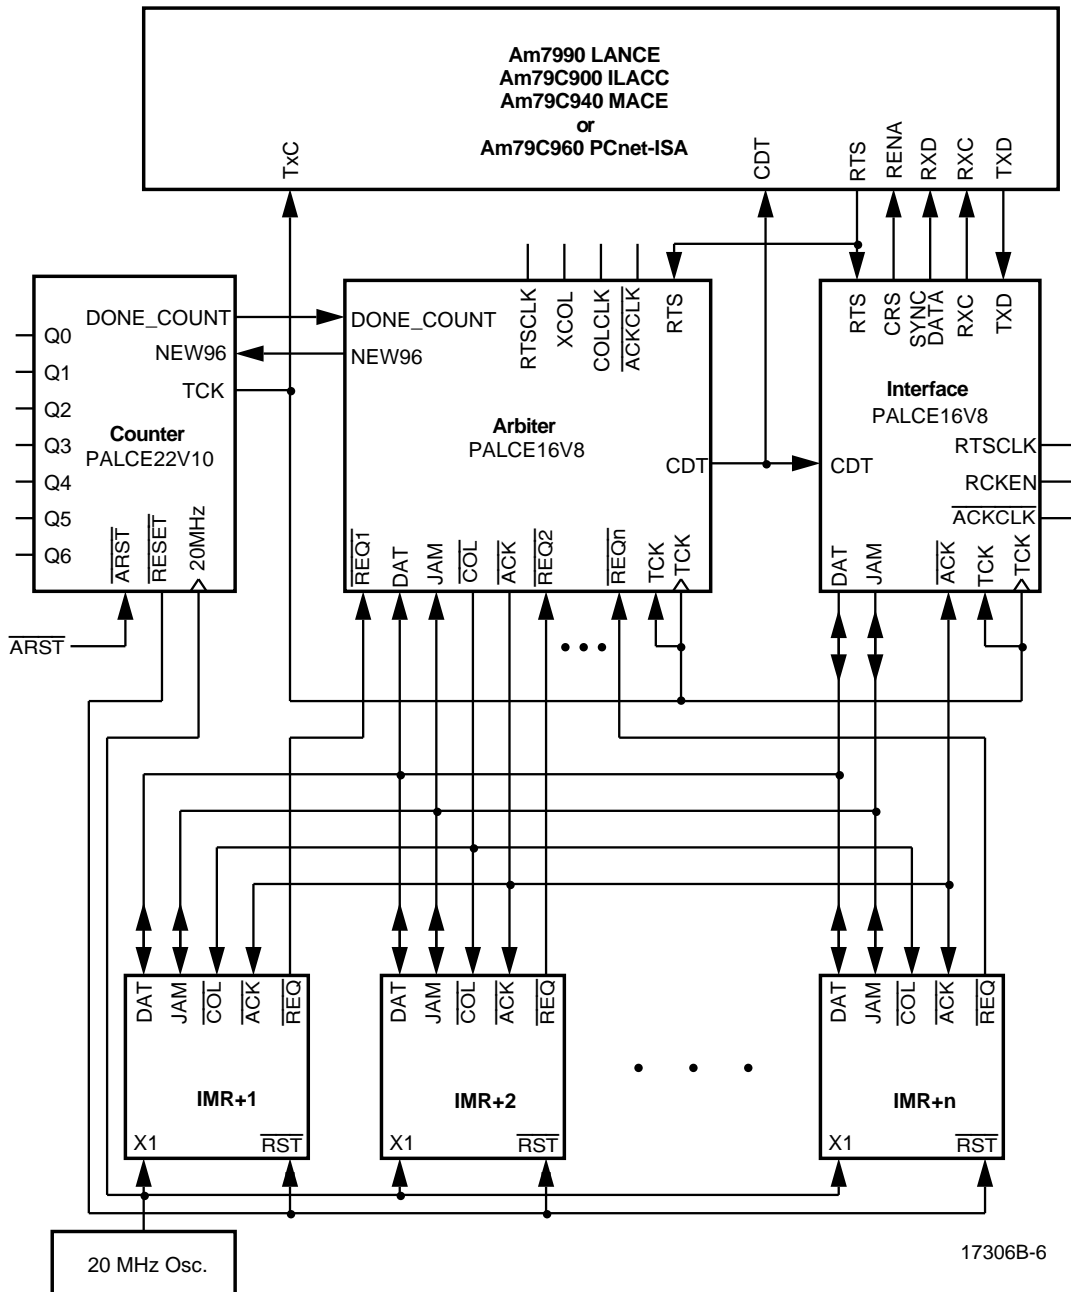 Am7990 LANCE
Am79C900 ILACC
Am79C940 MACE
or
Am79C960 PCnet-ISA
TxC
CDT
RTS
RENA
RXD
RXC
TXD
DONE_COUNT
NEW96
TCK
Q0
Q1
Q2
Q3
Q4
Q5
Q6
Counter
PALCE22V10
ARST
RESET
20MHz
ARST
DONE_COUNT
NEW96
RTSCLK
XCOL
COLCLK
ACKCLK
RTS
Arbiter
PALCE16V8
CDT
REQ1
DAT
JAM
COL
ACK
REQ2
REQn
TCK
TCK
RTS
CRS
SYNC
DATA
RXC
TXD
Interface
PALCE16V8
CDT
RTSCLK
RCKEN
ACKCLK
DAT
JAM
ACK
TCK
TCK
DAT
JAM
COL
ACK
REQ
IMR+1
X1
RST
DAT
JAM
COL
ACK
REQ
IMR+2
X1
RST
DAT
JAM
COL
ACK
REQ
IMR+n
X1
RST
20 MHz Osc.
17306B-6